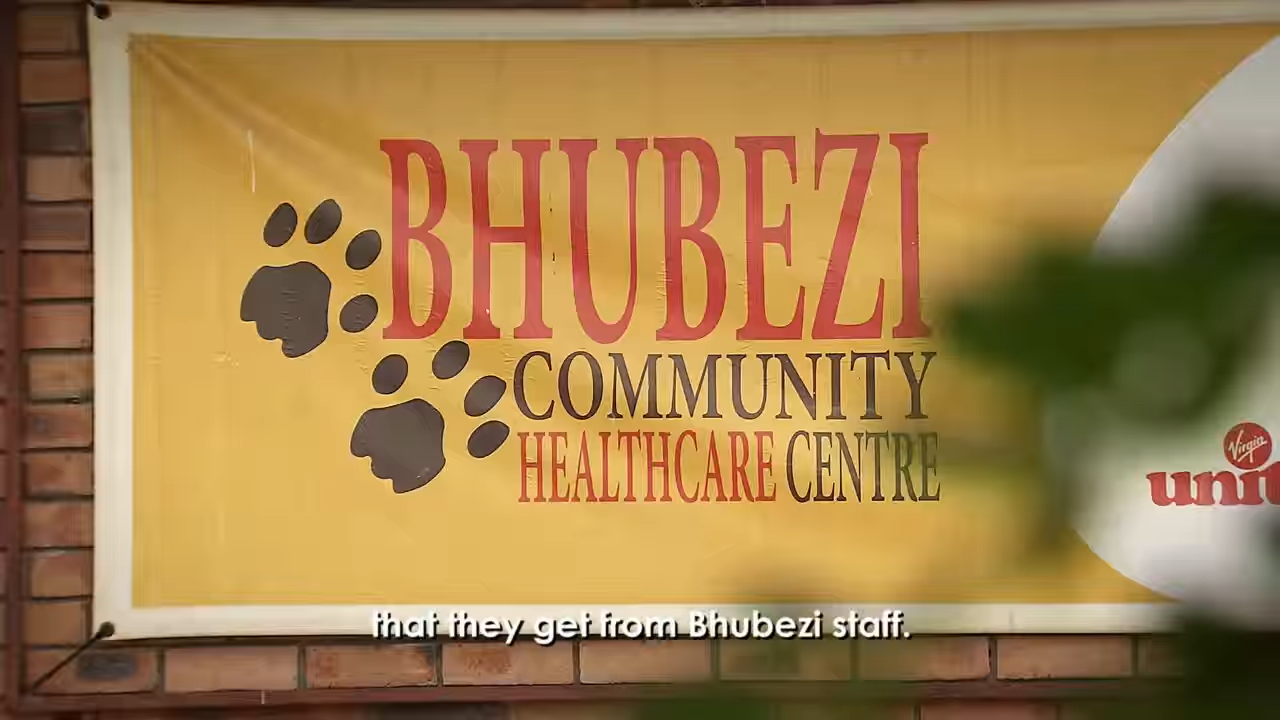 BHUBEZI
COMMUNITY
HEALTHCARE CENTRE
Virgin
unit
that they get from Bhubezi staff.